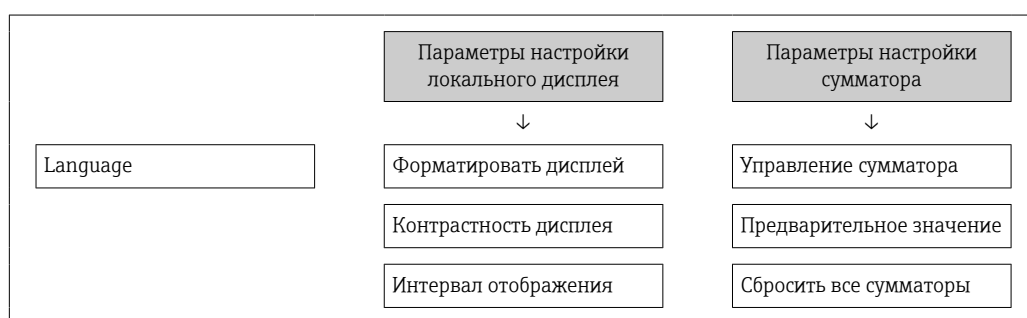 Параметры настройки
локального дисплея
Параметры настройки
сумматора
↓
↓
Language
Форматировать дисплей
Управление сумматора
Контрастность дисплея
Предварительное значение
Интервал отображения
Сбросить все сумматоры